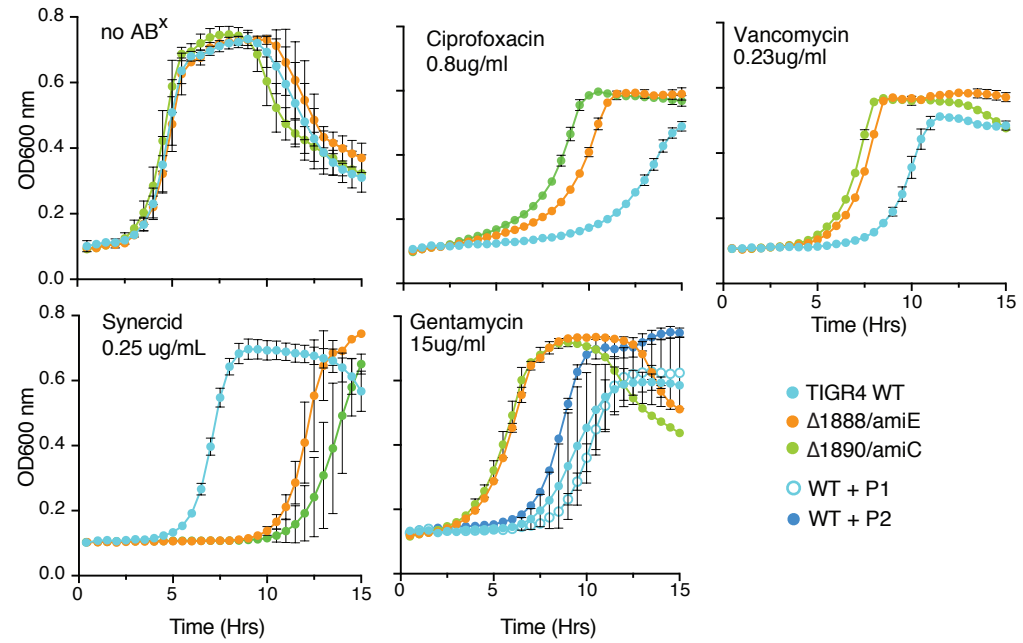 no ABˣ
Ciprofoxacin
0.8ug/ml
Vancomycin
0.23ug/ml
OD600 nm
0.8
0.6
0.4
0.2
0.0
5
10
15
Time (Hrs)
Synercid
0.25 ug/mL
Gentamycin
15ug/ml
OD600 nm
0.8
0.6
0.4
0.2
0.0
0
5
10
15
Time (Hrs)
0
5
10
15
Time (Hrs)
TIGR4 WT
Δ1888/amiE
Δ1890/amiC
WT + P1
WT + P2